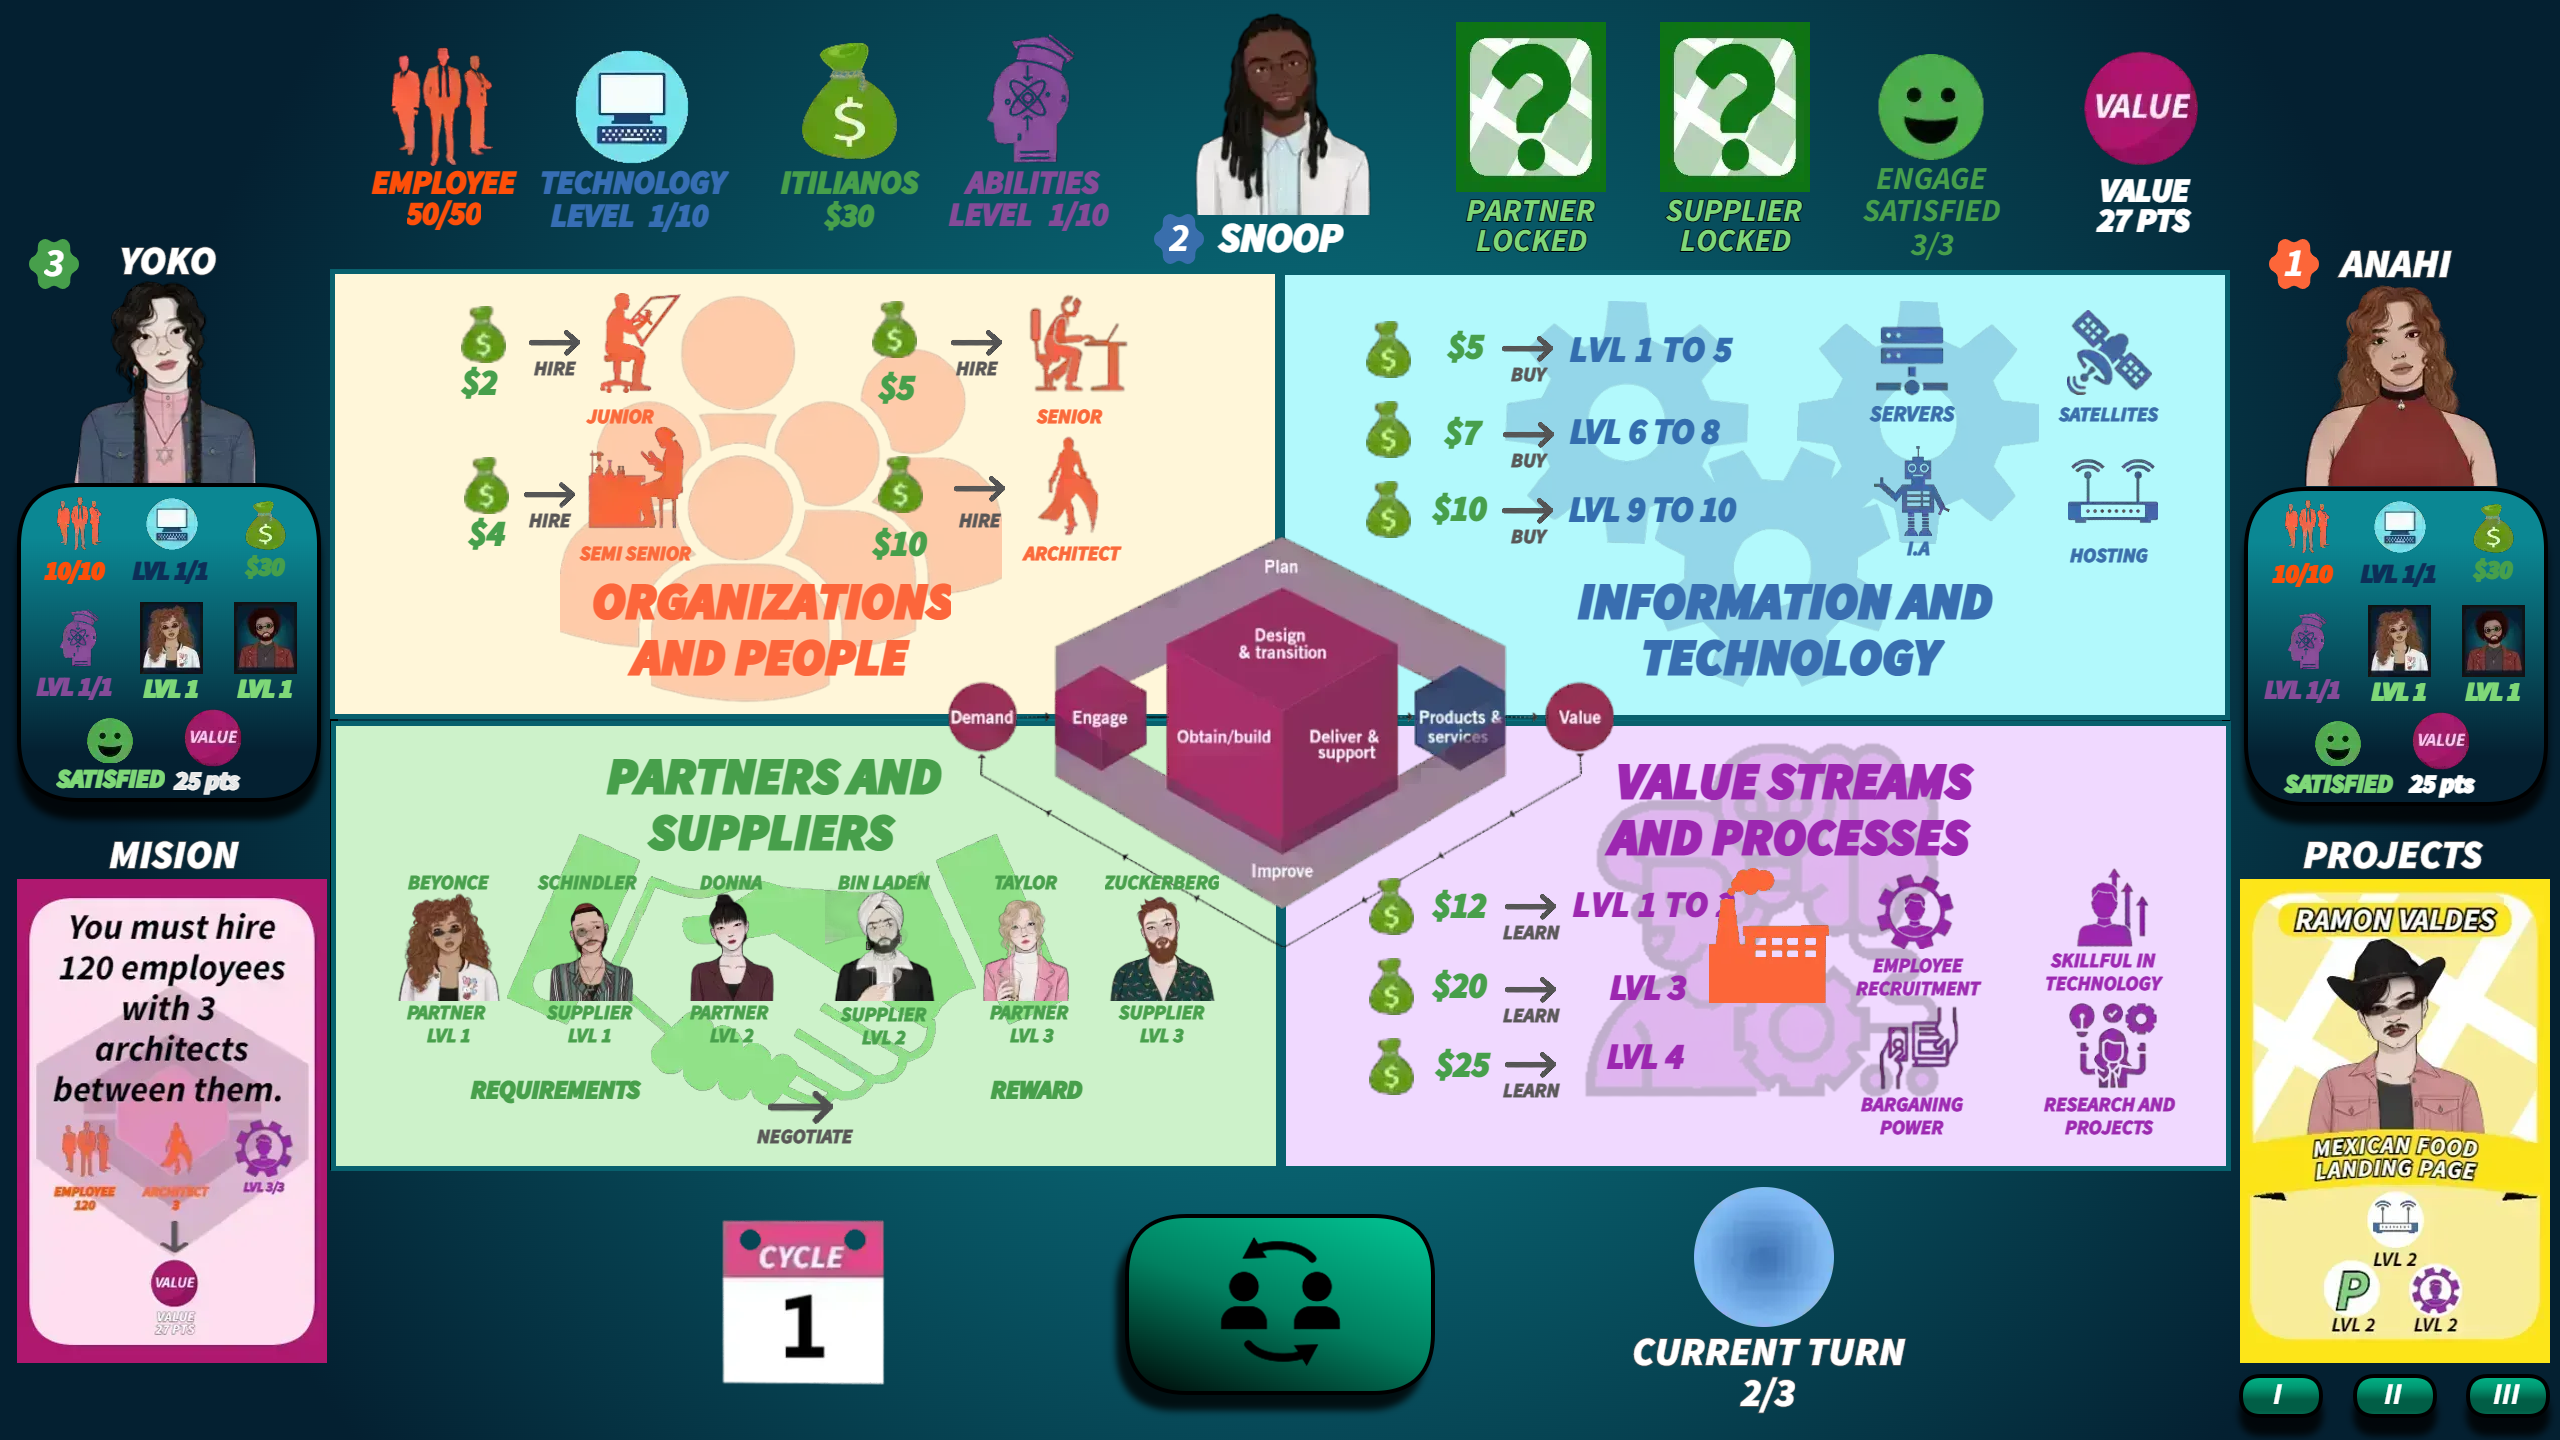 EMPLOYEE
50/50
TECHNOLOGY
LEVEL 1/10
ITILIANOS
$30
ABILITIES
LEVEL 1/10
2 SNOOP
PARTNER
LOCKED
SUPPLIER
LOCKED
ENGAGE
SATISFIED
3/3
VALUE
VALUE
27 PTS
3 YOKO
10/10
LVL 1/1
$30
LVL 1/1
LVL 1
LVL 1
VALUE
SATISFIED
25 pts
1 ANAHI
10/10
LVL 1/1
$30
LVL 1/1
LVL 1
LVL 1
VALUE
SATISFIED
25 pts
$2
HIRE
JUNIOR
$5
HIRE
SENIOR
$4
HIRE
SEMI SENIOR
$10
HIRE
ARCHITECT
ORGANIZATIONS
AND PEOPLE
$5
BUY
LVL 1 TO 5
$7
BUY
LVL 6 TO 8
$10
BUY
LVL 9 TO 10
SERVERS
SATELLITES
I.A
HOSTING
INFORMATION AND
TECHNOLOGY
Plan
Design
& transition
Demand
Engage
Obtain/build
Deliver &
support
Products &
services
Value
Improve
PARTNERS AND
SUPPLIERS
BEYONCE
SCHINDLER
DONNA
BIN LADEN
TAYLOR
ZUCKERBERG
PARTNER
LVL 1
SUPPLIER
LVL 1
PARTNER
LVL 2
SUPPLIER
LVL 2
PARTNER
LVL 3
SUPPLIER
LVL 3
REQUIREMENTS
NEGOTIATE
REWARD
VALUE STREAMS
AND PROCESSES
$12
LEARN
LVL 1 TO
$20
LEARN
LVL 3
$25
LEARN
LVL 4
EMPLOYEE
RECRUITMENT
SKILLFUL IN
TECHNOLOGY
BARGANING
POWER
RESEARCH AND
PROJECTS
MISION
You must hire
120 employees
with 3
architects
between them.
EMPLOYEE
120
ARCHITECT
3
LVL 3/3
VALUE
VALUE
27 PTS
PROJECTS
RAMON VALDES
MEXICAN FOOD
LANDING PAGE
LVL 2
P
LVL 2
LVL 2
I
II
III
CYCLE
1
CURRENT TURN
2/3